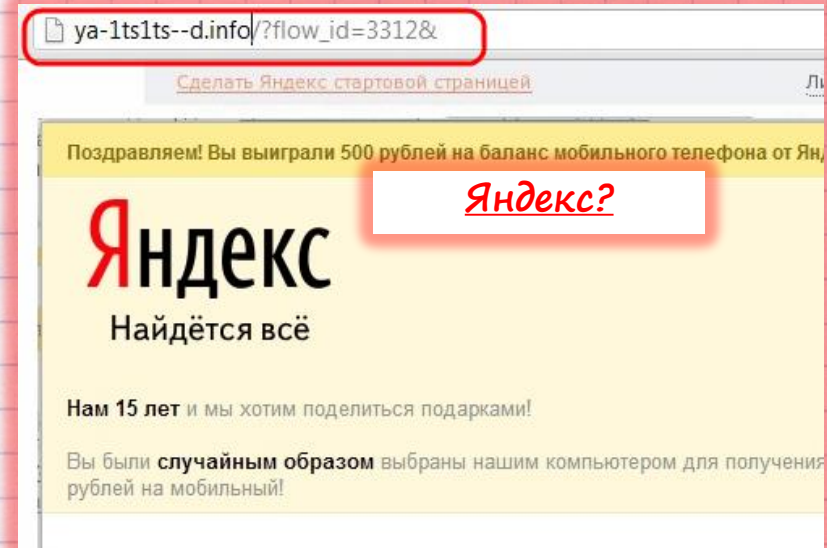 ya-1ts1ts--d.info/?flow_id=3312&
Сделать Яндекс стартовой страницей
Поздравляем! Вы выиграли 500 рублей на баланс мобильного телефона от Ян
Яндекс?
Яндекс
Найдётся всё
Нам 15 лет и мы хотим поделиться подарками!
Вы были случайным образом выбраны нашим компьютером для получения
рублей на мобильный!